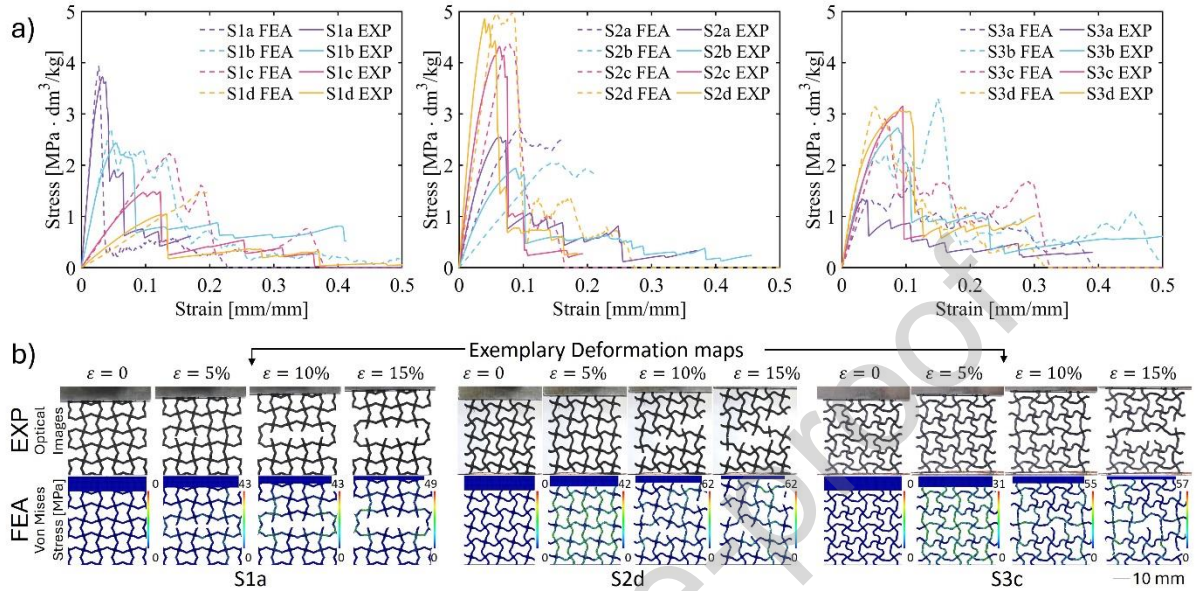 a)
Stress [MPa · dm³/kg]
5
4
3
2
1
0
0 0.1 0.2 0.3 0.4 0.5
Strain [mm/mm]
S1a FEA S1a EXP
S1b FEA S1b EXP
S1c FEA S1c EXP
S1d FEA S1d EXP
Stress [MPa · dm³/kg]
5
4
3
2
1
0
0 0.1 0.2 0.3 0.4 0.5
Strain [mm/mm]
S2a FEA S2a EXP
S2b FEA S2b EXP
S2c FEA S2c EXP
S2d FEA S2d EXP
Stress [MPa · dm³/kg]
5
4
3
2
1
0
0 0.1 0.2 0.3 0.4 0.5
Strain [mm/mm]
S3a FEA S3a EXP
S3b FEA S3b EXP
S3c FEA S3c EXP
S3d FEA S3d EXP
b)
Exemplary Deformation maps
ε = 0 ε = 5% ε = 10% ε = 15% ε = 0 ε = 5% ε = 10% ε = 15% ε = 0 ε = 5% ε = 10% ε = 15%
EXP
Optical
Images
FEA
Von Mises
Stress [MPa]
0 43 43 49 0 42 62 62 0 31 55 57
0 0 0 0 0 0 0 0 0 0 0
S1a S2d S3c 10 mm
e-proof